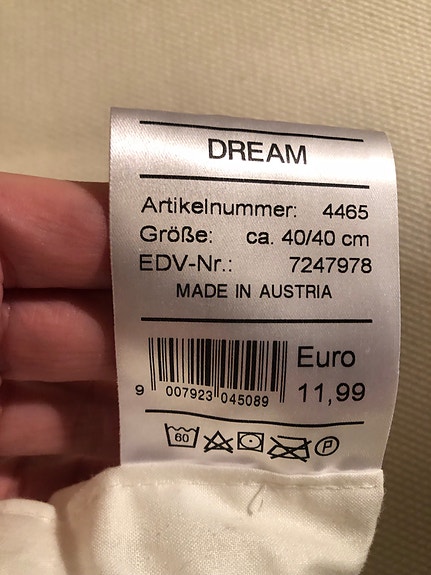 DREAM
Artikelnummer: 4465
Größe: ca. 40/40 cm
EDV-Nr.: 7247978
MADE IN AUSTRIA
Euro
11,99
9 007923 045089
60 P